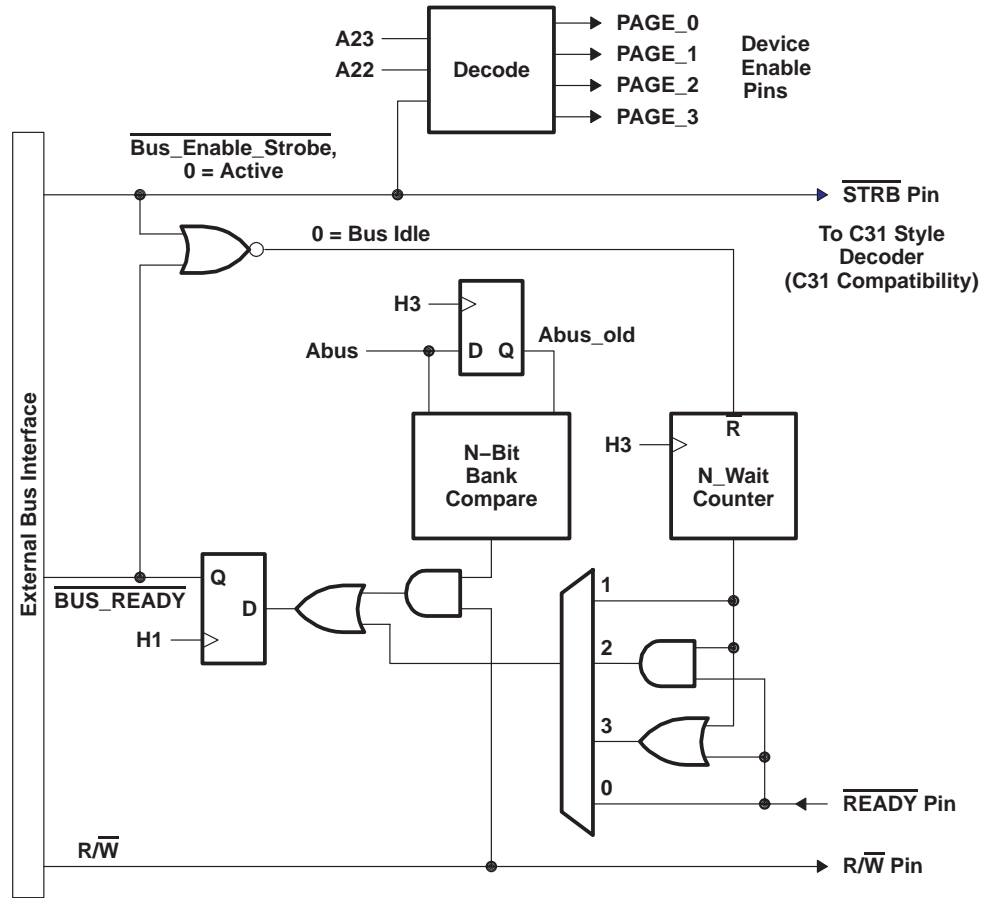 PAGE_0
A23
PAGE_1
Device
Enable
Pins
A22
Decode
PAGE_2
PAGE_3
Bus_Enable_Strobe,
0 = Active
STRB Pin
0 = Bus Idle
To C31 Style
Decoder
(C31 Compatibility)
H3
Abus_old
Abus
D Q
R
H3
N–Bit
Bank
Compare
N_Wait
Counter
External Bus Interface
Q
BUS_READY
D
H1
1
2
3
0
READY Pin
R/W
R/W Pin